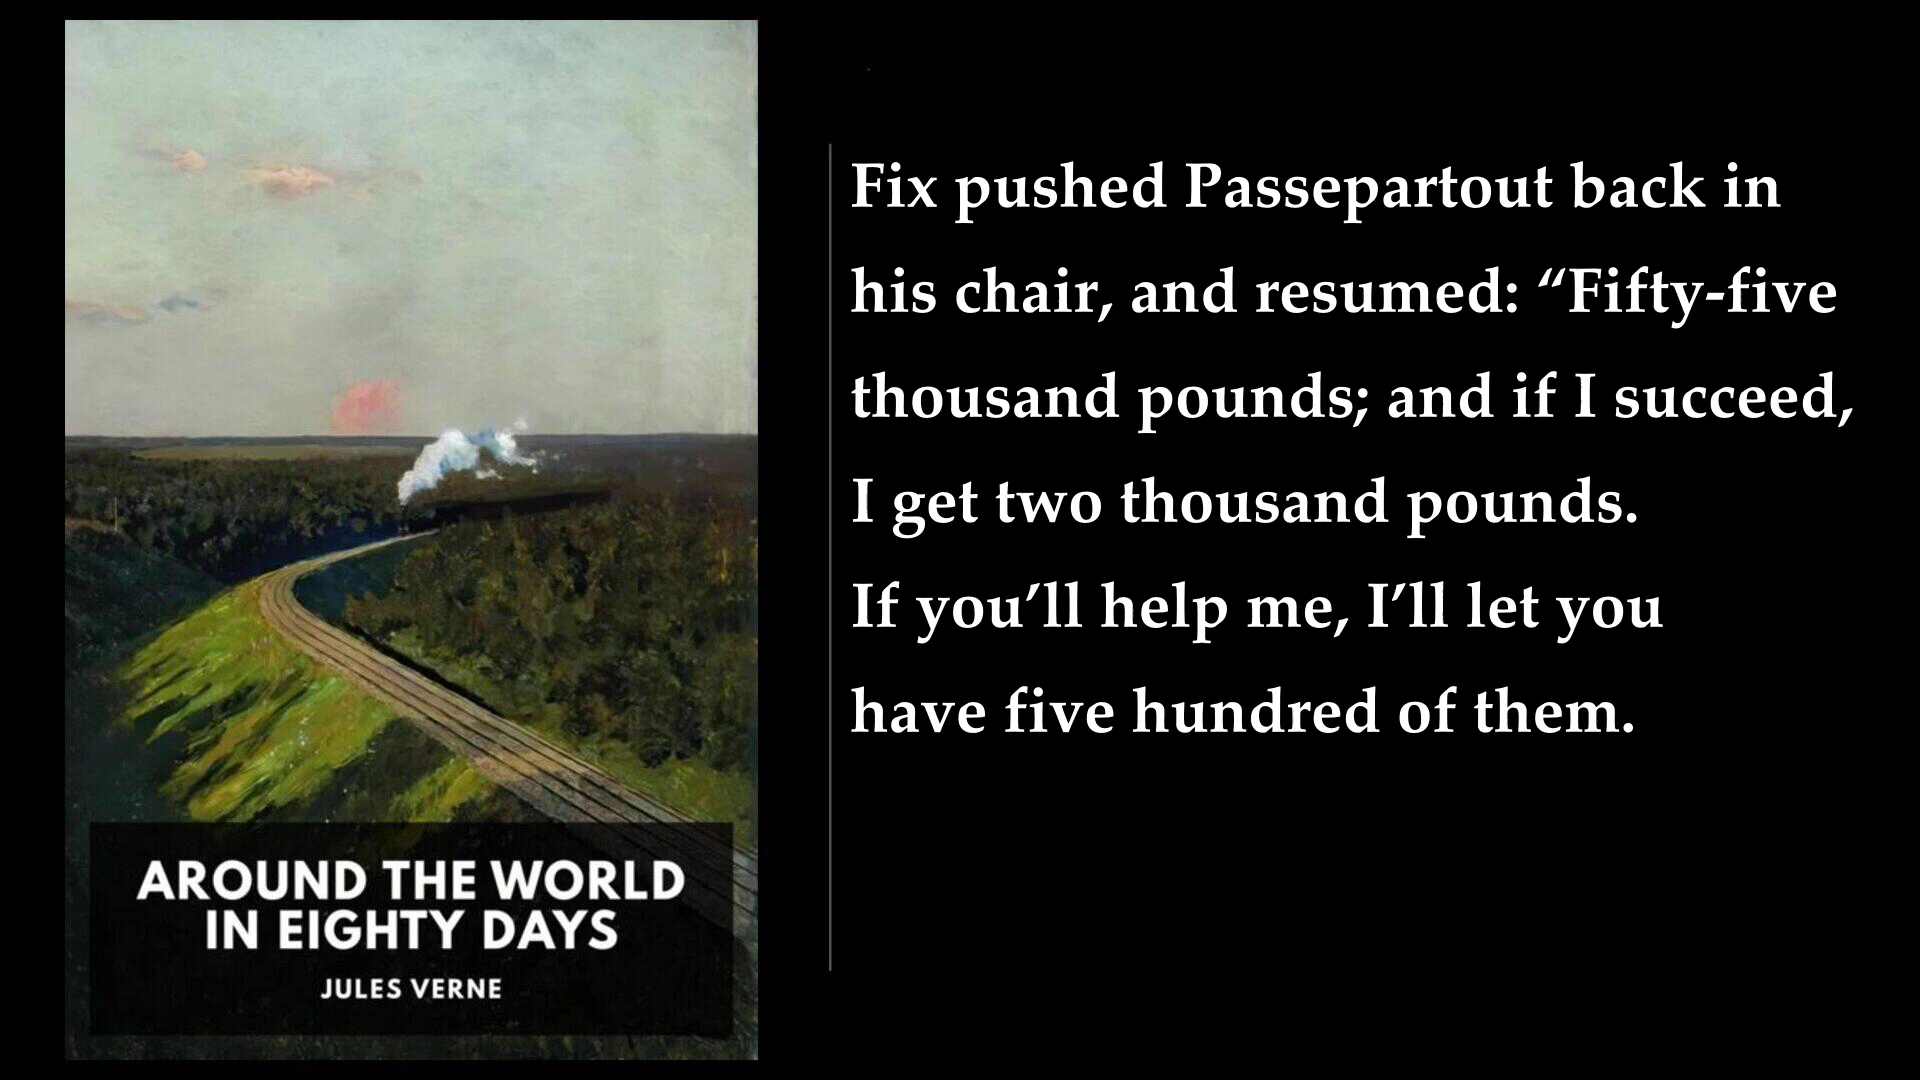 Fix pushed Passepartout back in
his chair, and resumed: “Fifty-five
thousand pounds; and if I succeed,
I get two thousand pounds.
If you’ll help me, I’ll let you
have five hundred of them.
AROUND THE WORLD
IN EIGHTY DAYS
JULES VERNE